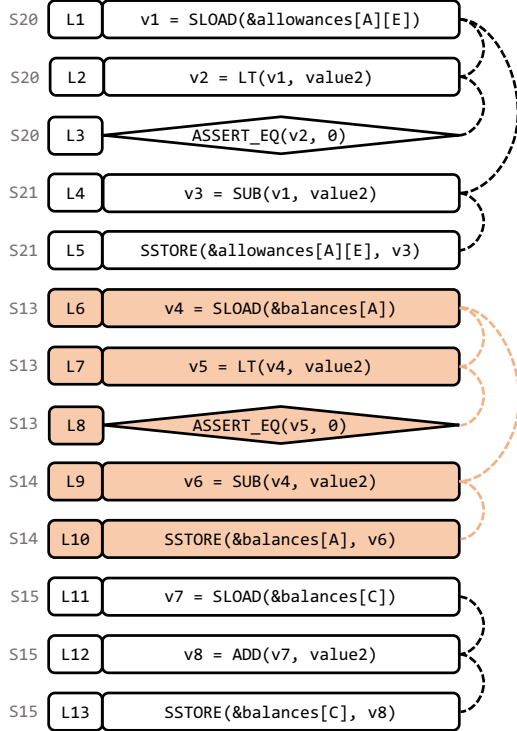 S20 L1 v1 = SLOAD(&allowances[A][E])
S20 L2 v2 = LT(v1, value2)
S20 L3 ASSERT_EQ(v2, 0)
S21 L4 v3 = SUB(v1, value2)
S21 L5 SSTORE(&allowances[A][E], v3)
S13 L6 v4 = SLOAD(&balances[A])
S13 L7 v5 = LT(v4, value2)
S13 L8 ASSERT_EQ(v5, 0)
S14 L9 v6 = SUB(v4, value2)
S14 L10 SSTORE(&balances[A], v6)
S15 L11 v7 = SLOAD(&balances[C])
S15 L12 v8 = ADD(v7, value2)
S15 L13 SSTORE(&balances[C], v8)